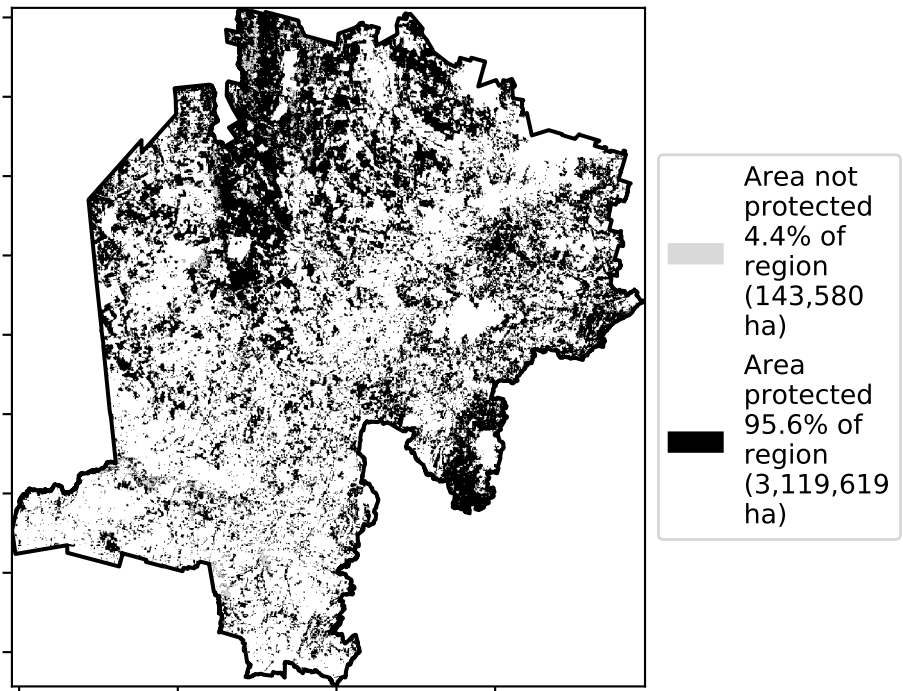 Area not
protected
4.4% of
region
(143,580
ha)
Area
protected
95.6% of
region
(3,119,619
ha)